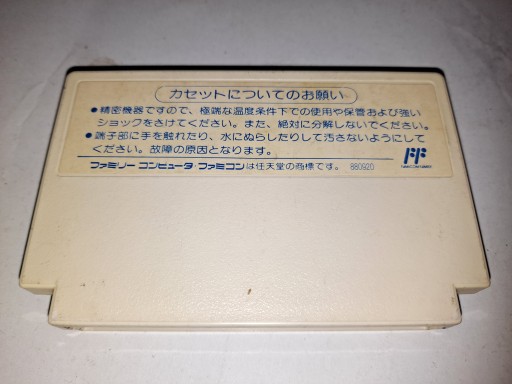 カセットについてのお願い
●精密機器ですので、極端な温度条件下での使用や保管および強い
ショックをさけてください。また、絶対に分解しないでください。
●端子部に手を触れたり、水にぬらしたりして汚さないようにして
ください。故障の原因となります。
ファミリーコンピュータ・ファミコンは任天堂の商標です。 880920